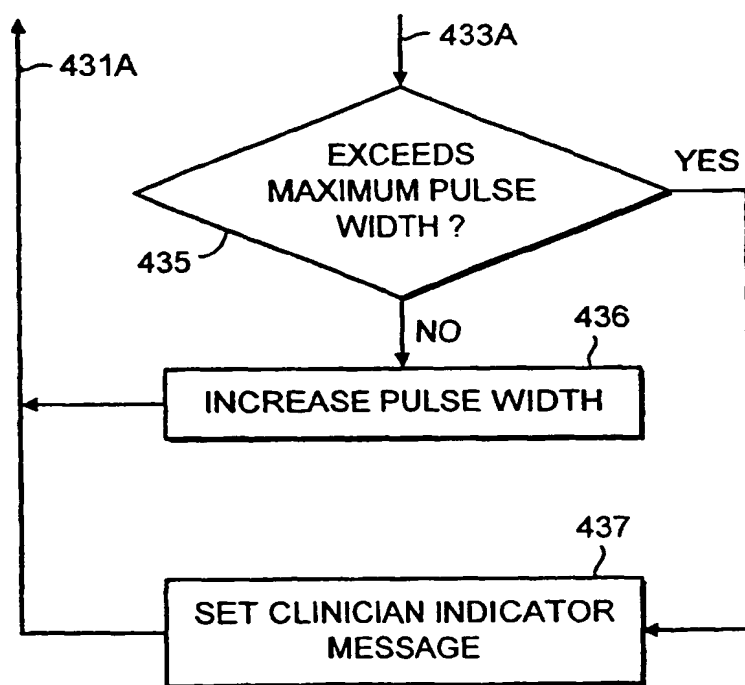 431A
433A
EXCEEDS
MAXIMUM PULSE
WIDTH ?
YES
435
NO
436
INCREASE PULSE WIDTH
437
SET CLINICIAN INDICATOR
MESSAGE